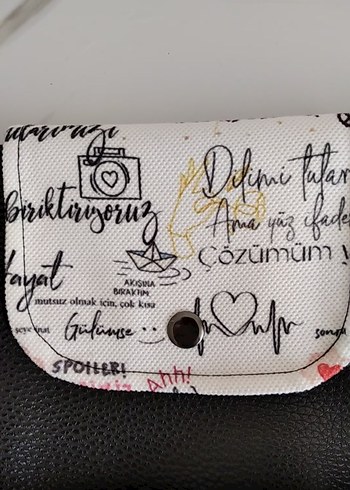 Biriktiriyoruz
Dilimi tutar
Ama yüz ifade
Çözümüm !
hayat
AKIŞINA
BIRAKTIM
mutsuz olmak için, çok kısa
Gülümse :)
SPOILER!
Ahh!